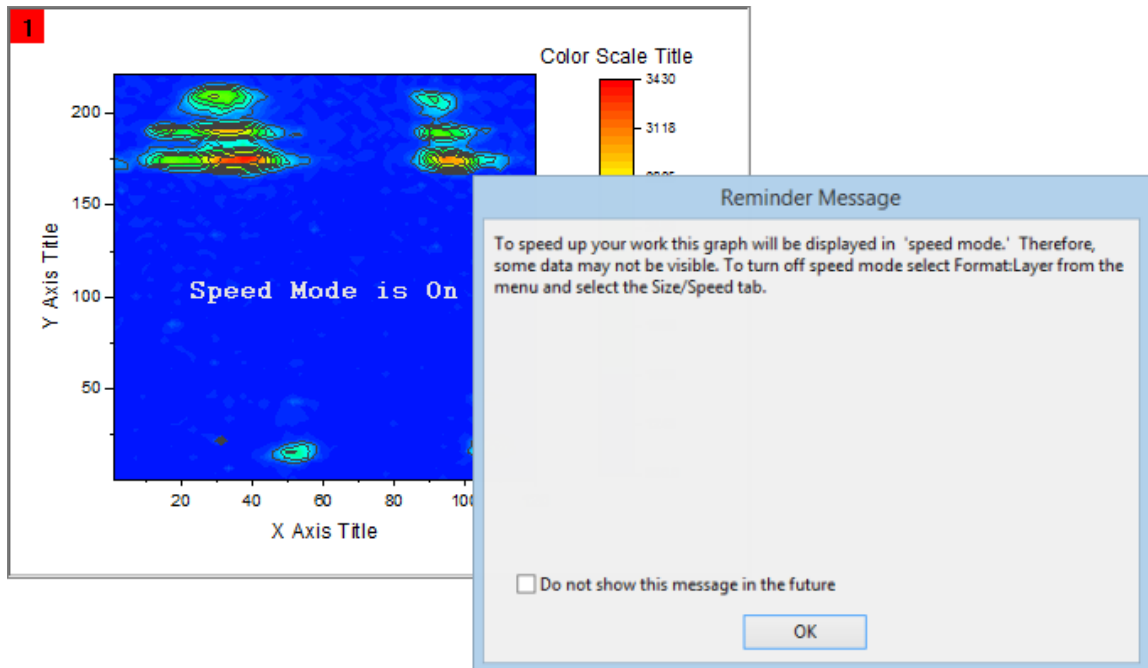 1
Color Scale Title
3430
3118
200
150
100
50
Y Axis Title
Speed Mode is On
20
40
60
80
X Axis Title
Reminder Message
To speed up your work this graph will be displayed in 'speed mode.' Therefore,
some data may not be visible. To turn off speed mode select Format:Layer from the
menu and select the Size/Speed tab.
Do not show this message in the future
OK